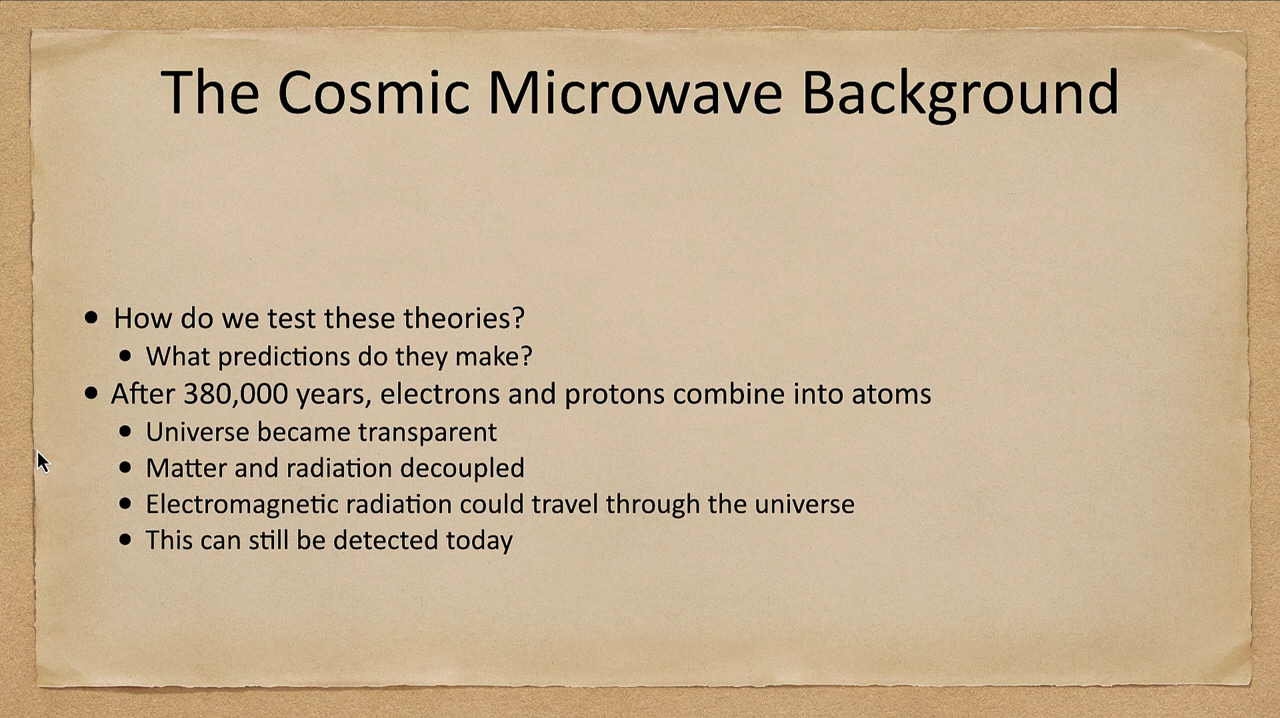 The Cosmic Microwave Background
• How do we test these theories?
• What predictions do they make?
• After 380,000 years, electrons and protons combine into atoms
• Universe became transparent
• Matter and radiation decoupled
• Electromagnetic radiation could travel through the universe
• This can still be detected today